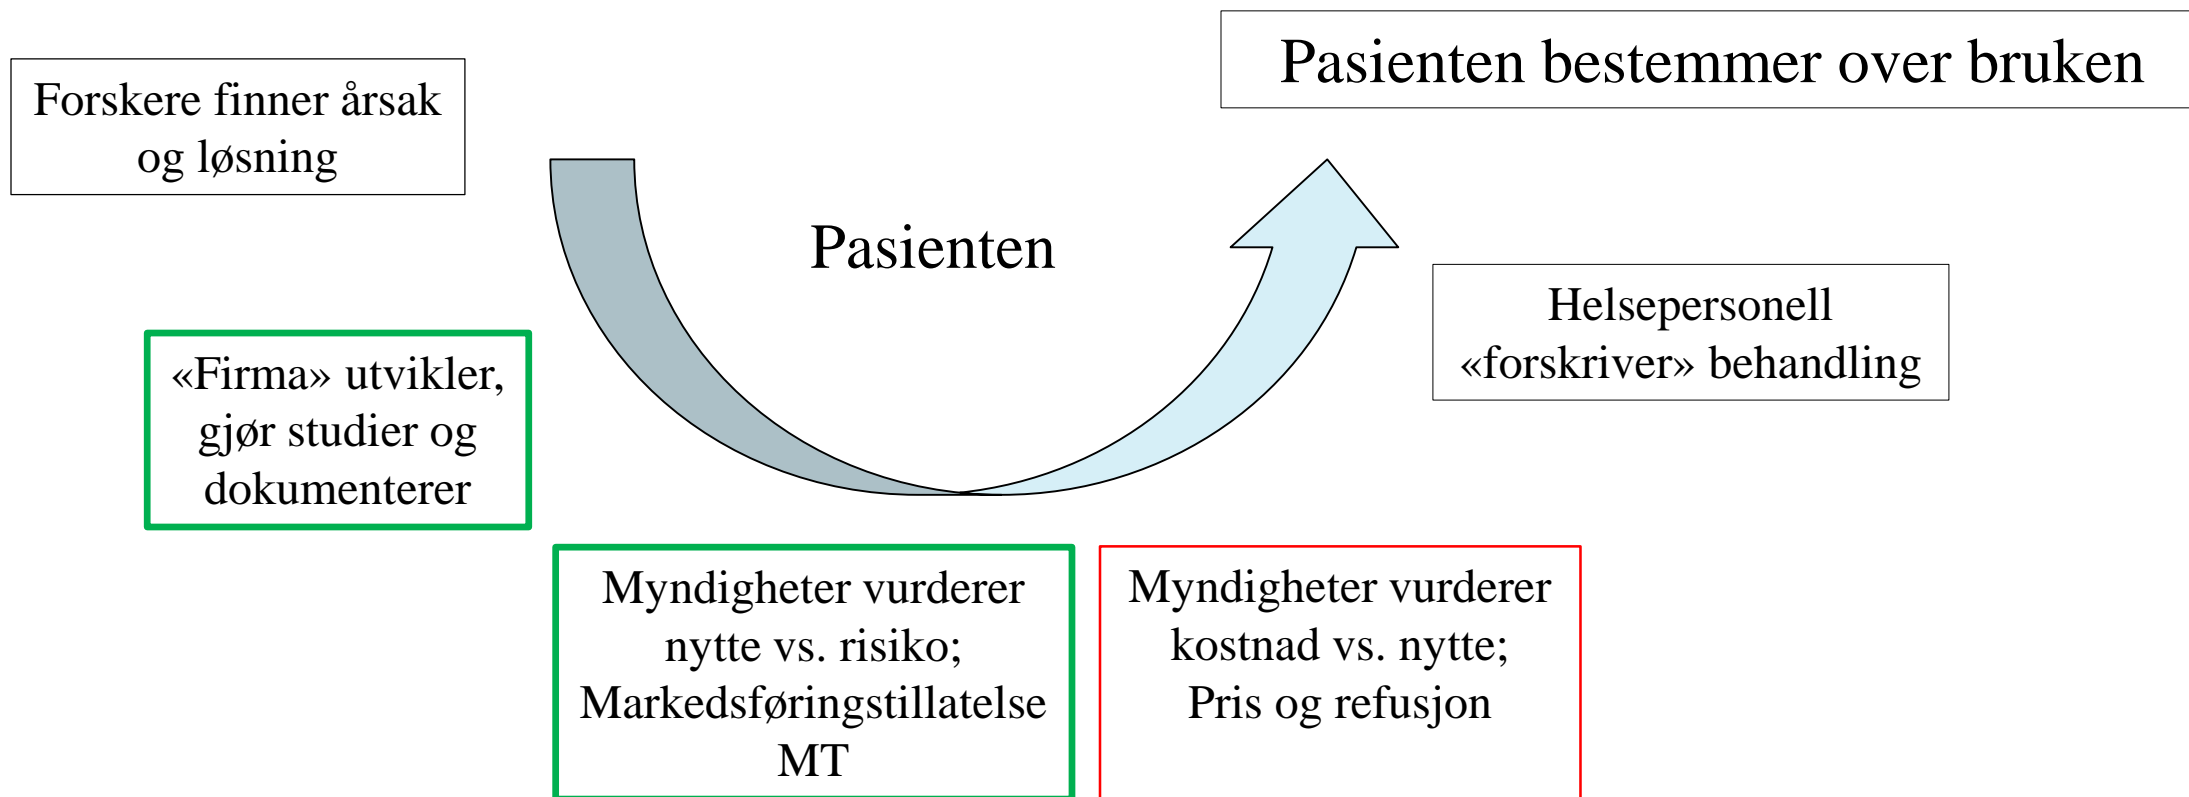 Forskere finner årsak
og løsning
«Firma» utvikler,
gjør studier og
dokumenterer
Myndigheter vurderer
nytte vs. risiko;
Markedsføringstillatelse
MT
Myndigheter vurderer
kostnad vs. nytte;
Pris og refusjon
Helsepersonell
«forskriver» behandling
Pasienten bestemmer over bruken
Pasienten